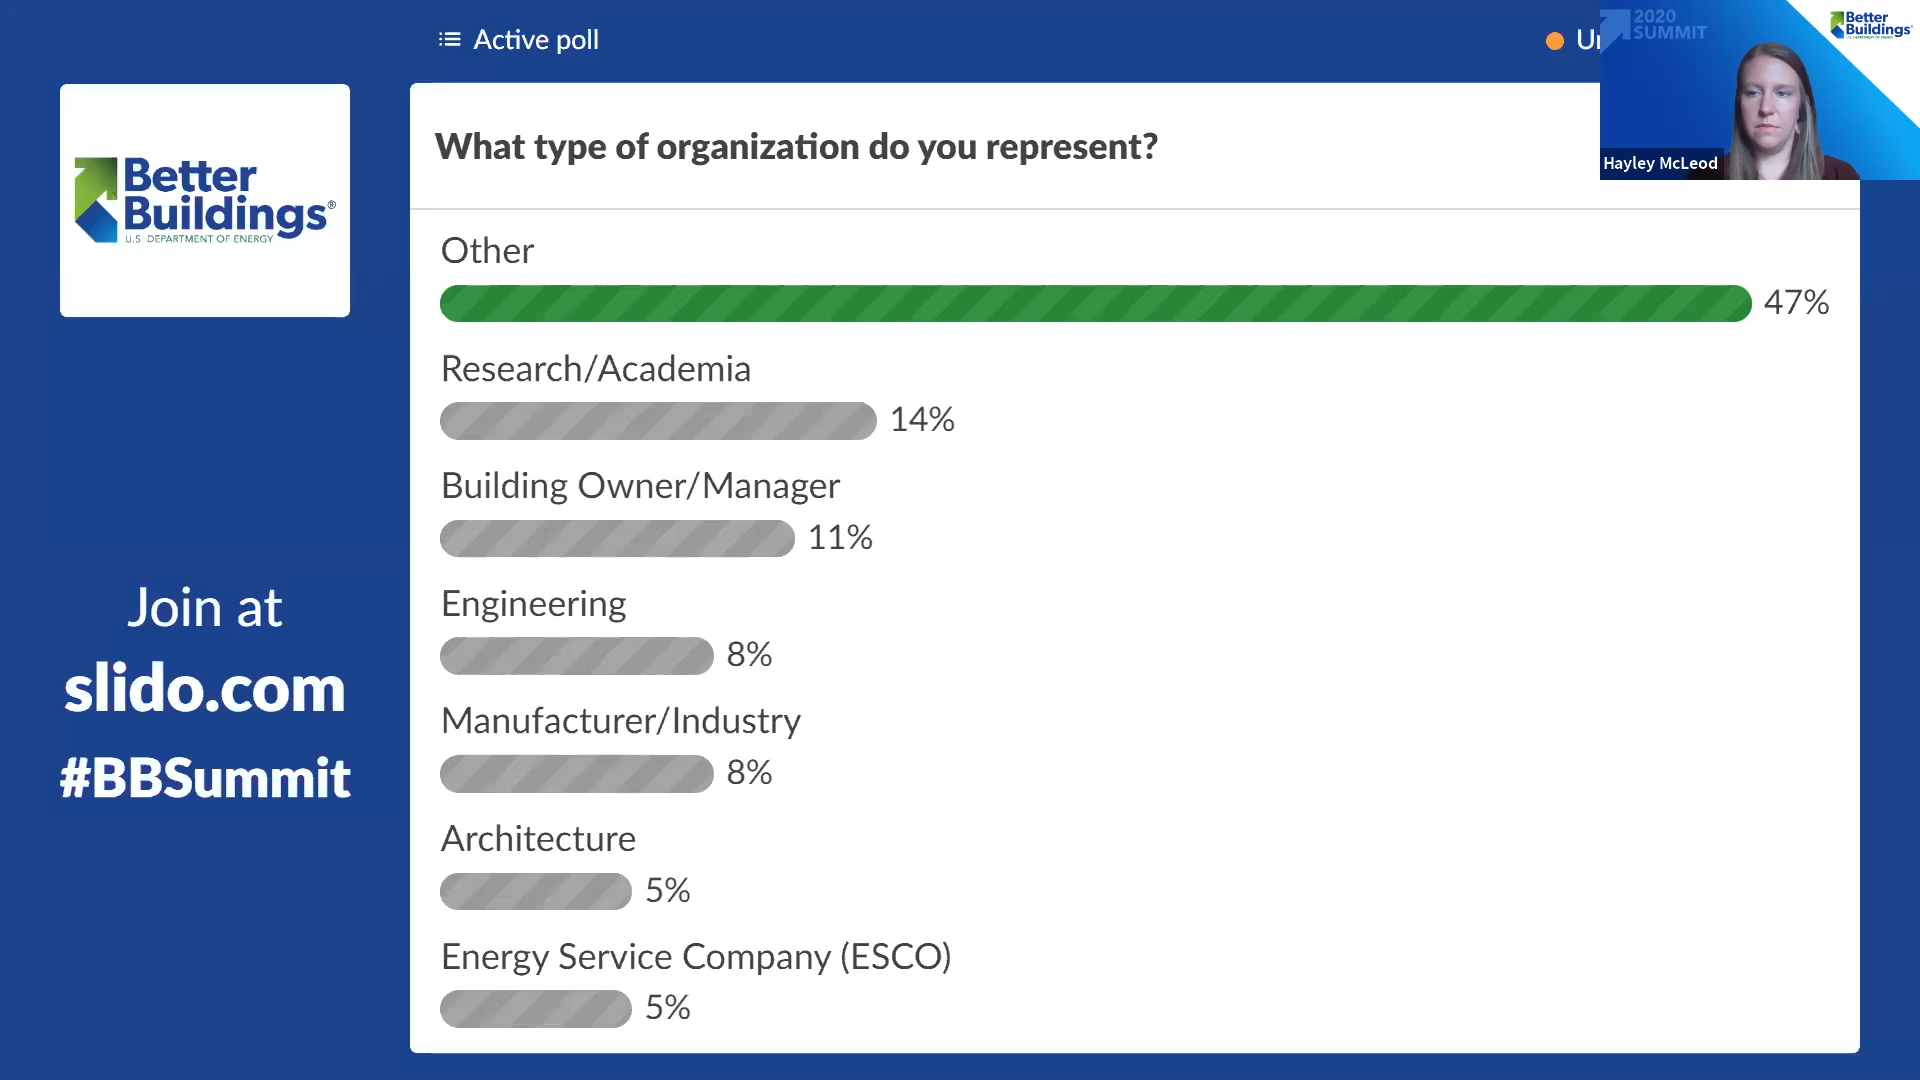 Active poll
2020
SUMMIT
Better
Buildings
Hayley McLeod
Better
Buildings®
U.S. DEPARTMENT OF ENERGY
Join at
slido.com
#BBSummit
What type of organization do you represent?
Other
47%
Research/Academia
14%
Building Owner/Manager
11%
Engineering
8%
Manufacturer/Industry
8%
Architecture
5%
Energy Service Company (ESCO)
5%